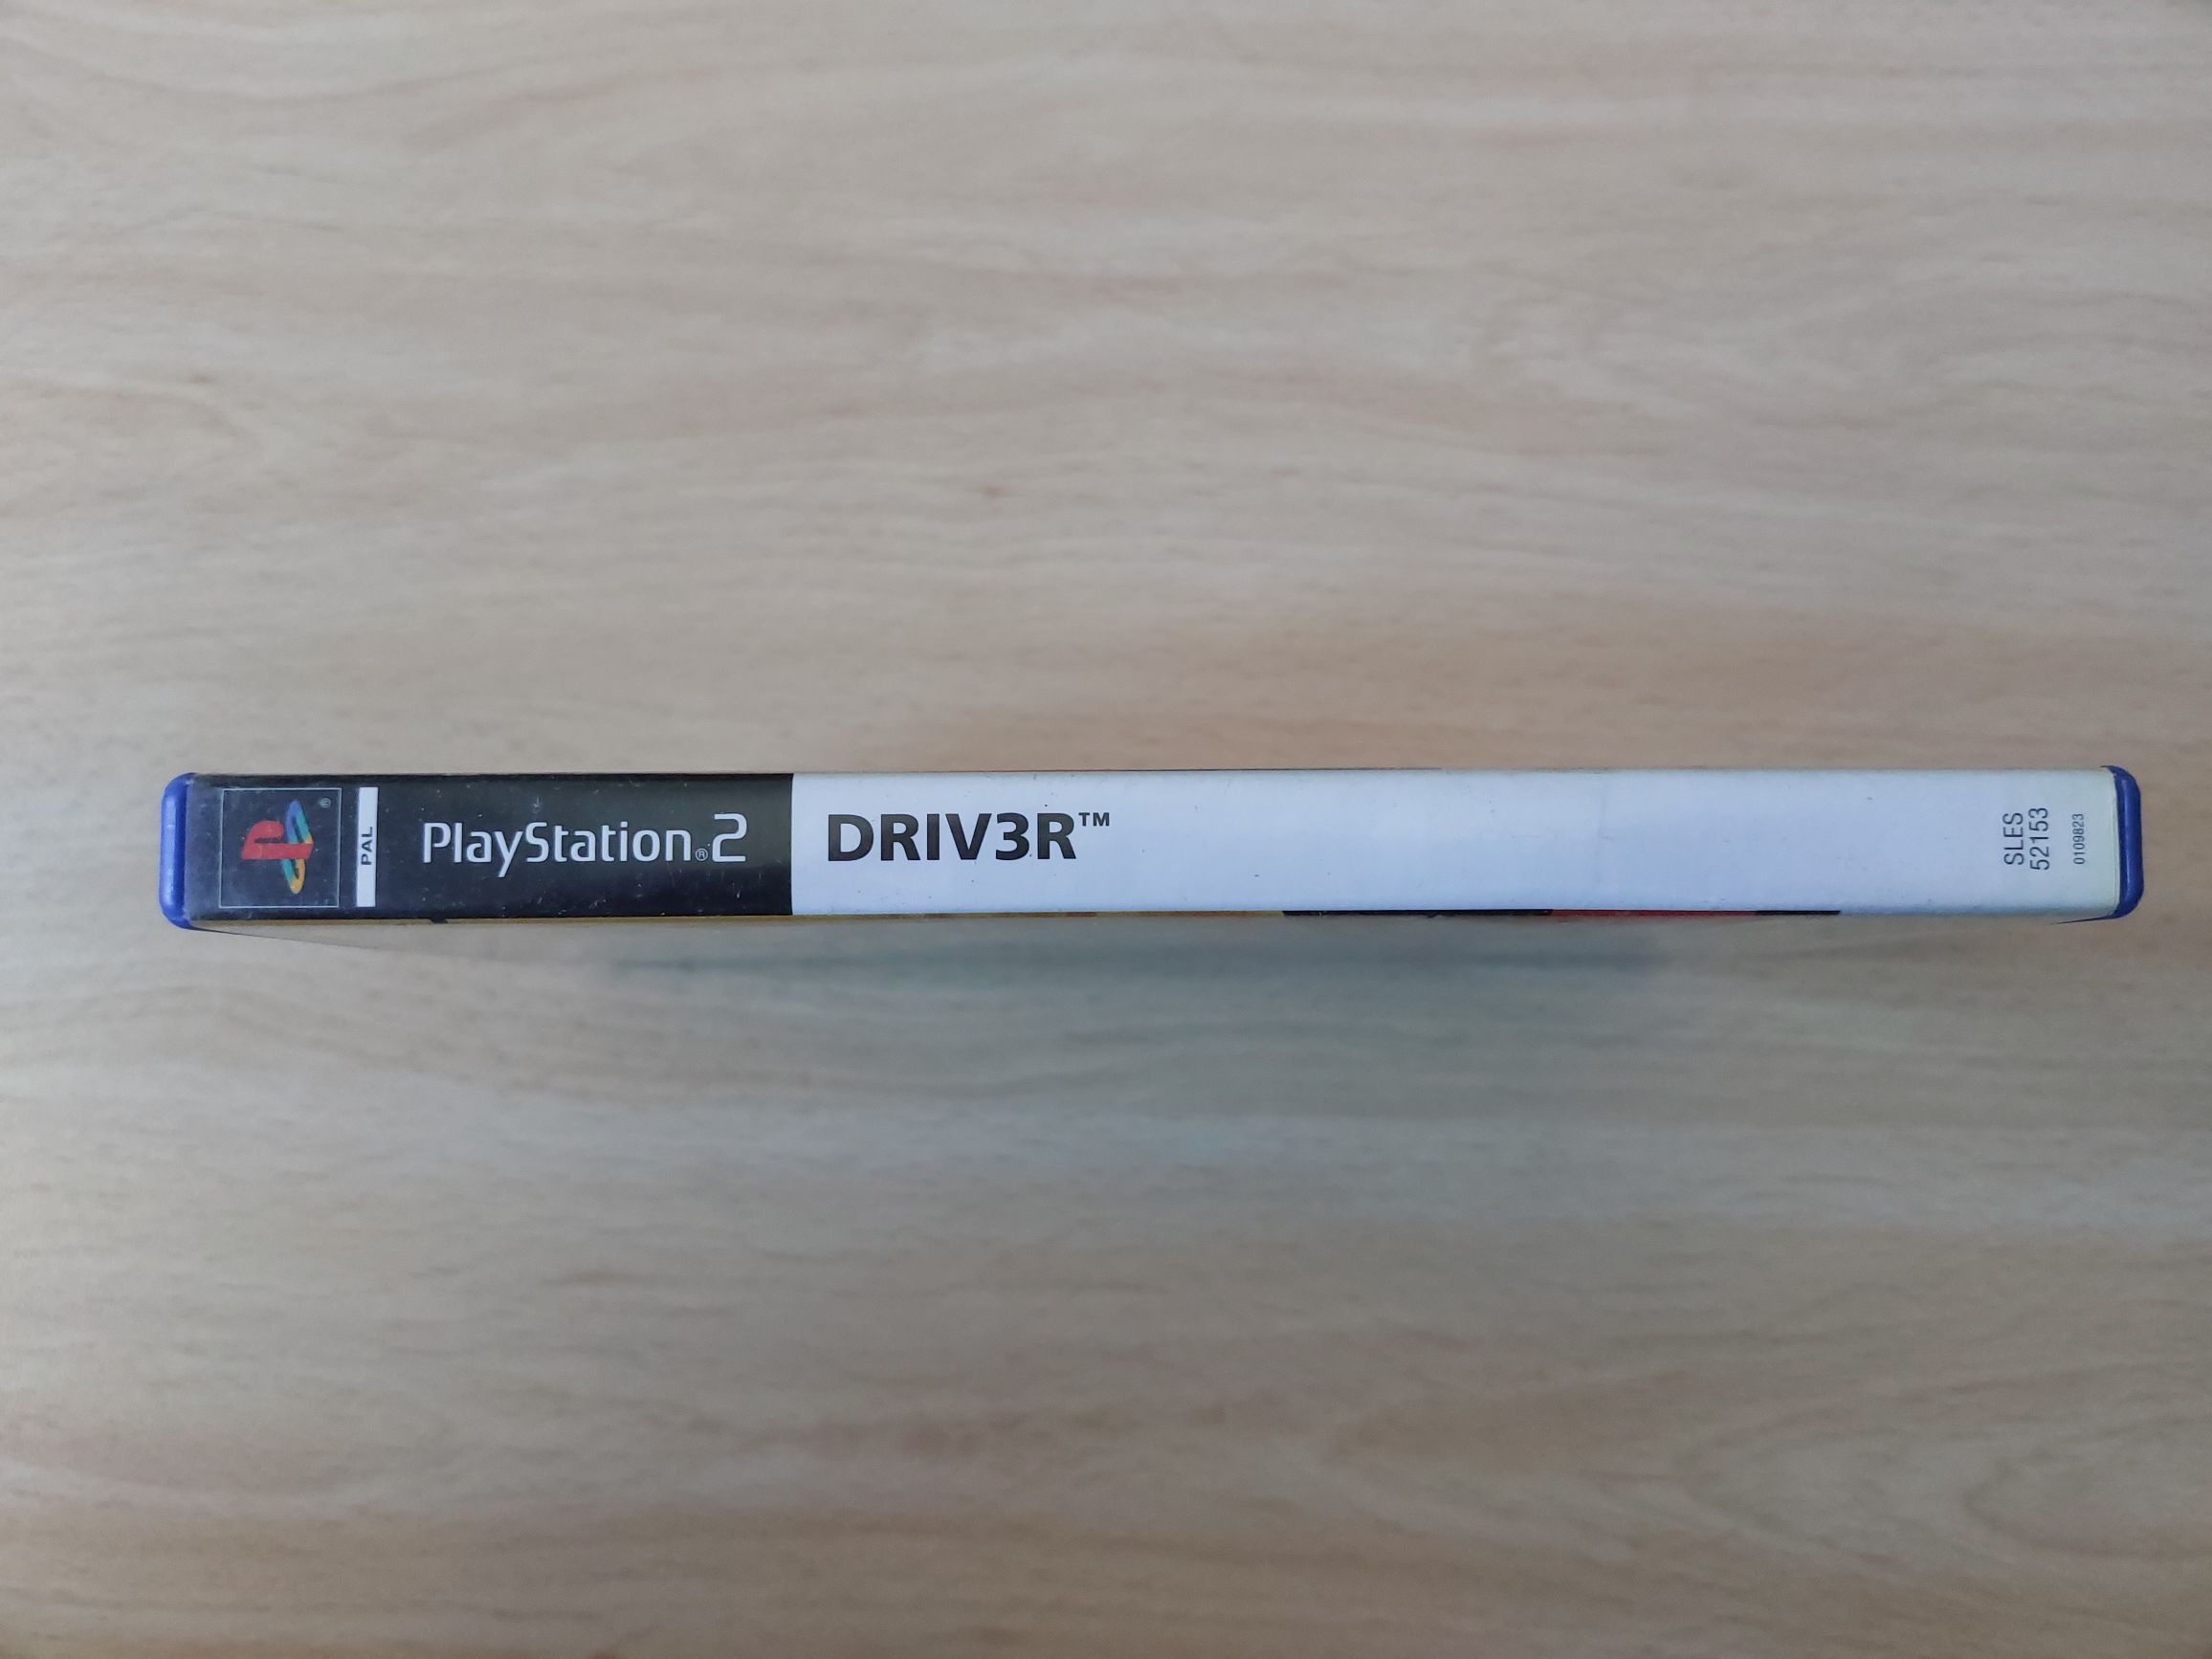 ®
PAL
PlayStation®2
DRIV3R™
SLES
52153
0109823